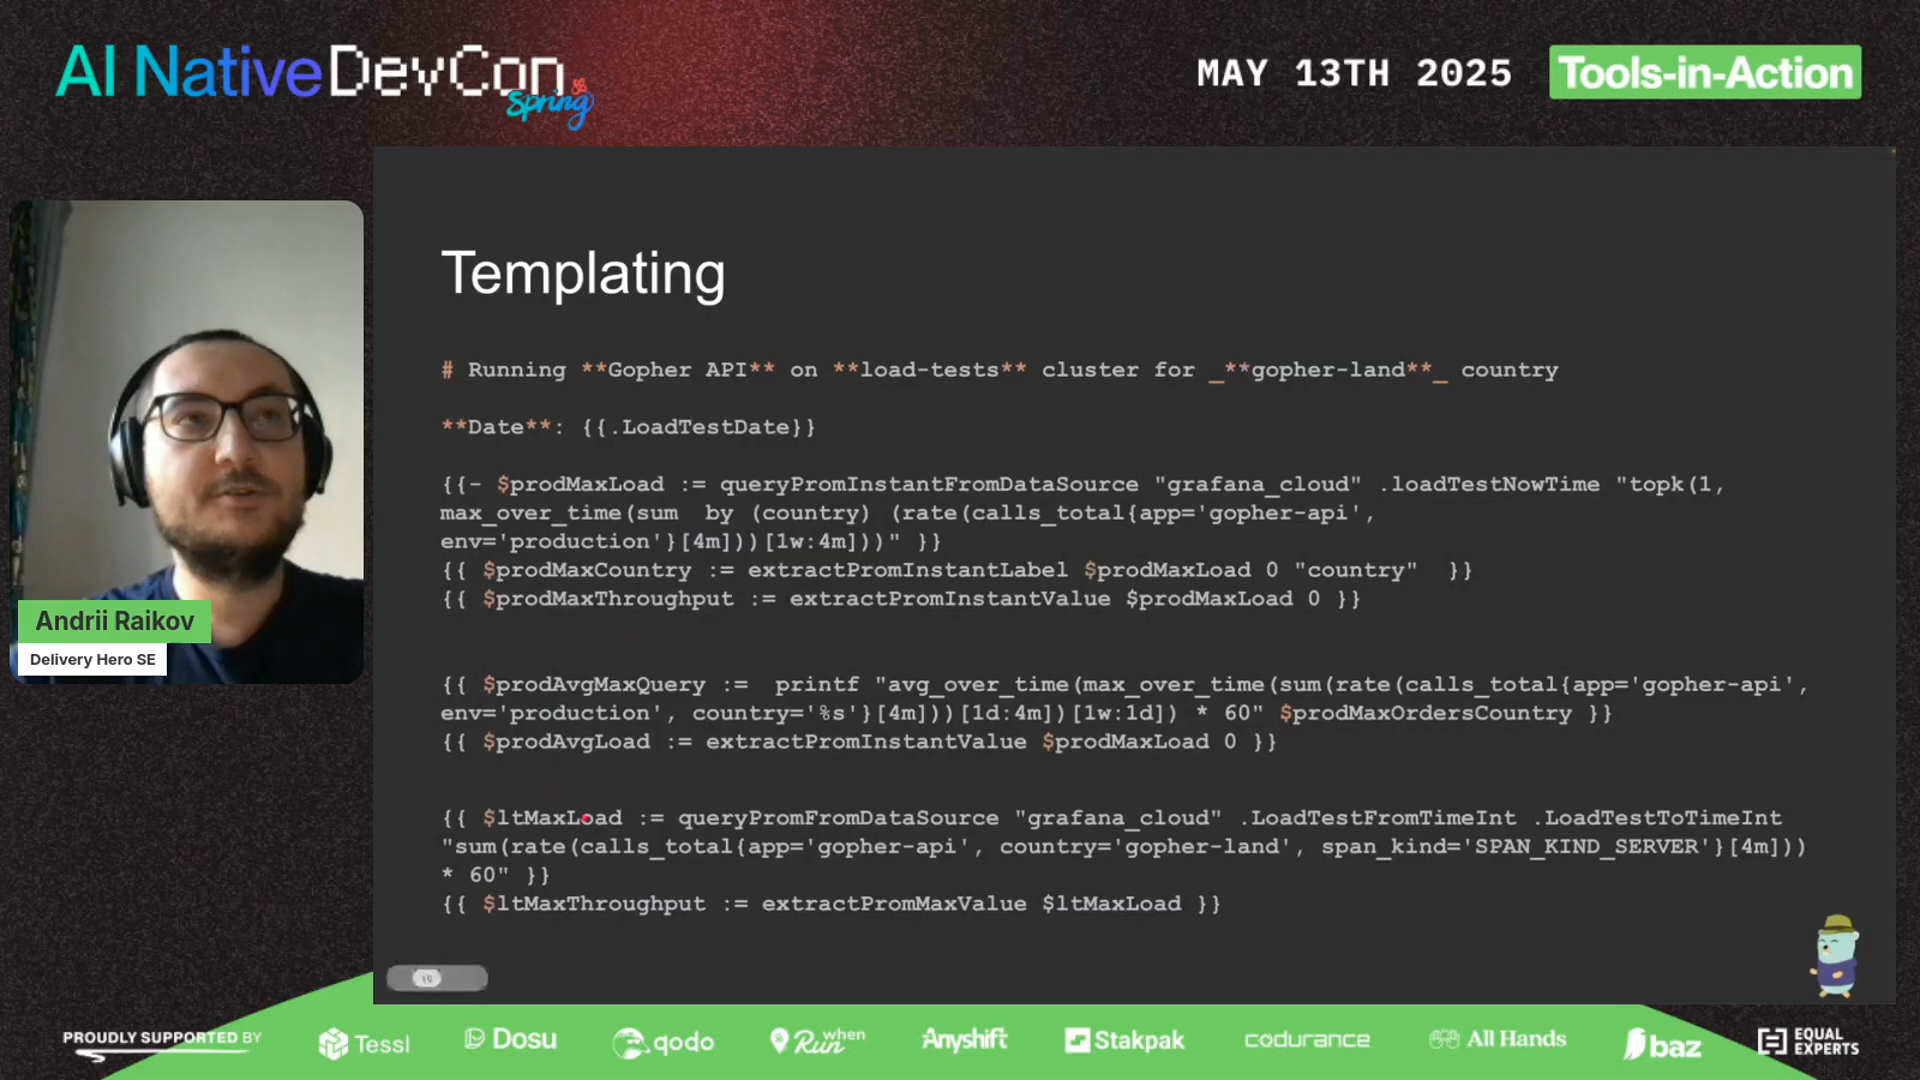 AI Native DevCon
Spring
MAY 13TH 2025
Tools-in-Action
Templating
# Running **Gopher API** on **load-tests** cluster for _**gopher-land**_ country
**Date**: {{.LoadTestDate}}
{{- $prodMaxLoad := queryPromInstantFromDataSource "grafana_cloud" .loadTestNowTime "topk(1,
max_over_time(sum  by (country) (rate(calls_total{app='gopher-api',
env='production'}[4m]))[1w:4m]))" }}
{{ $prodMaxCountry := extractPromInstantLabel $prodMaxLoad 0 "country"  }}
{{ $prodMaxThroughput := extractPromInstantValue $prodMaxLoad 0 }}
{{ $prodAvgMaxQuery :=  printf "avg_over_time(max_over_time(sum(rate(calls_total{app='gopher-api',
env='production', country='%s'}[4m]))[1d:4m])[1w:1d]) * 60" $prodMaxOrdersCountry }}
{{ $prodAvgLoad := extractPromInstantValue $prodMaxLoad 0 }}
{{ $ltMaxLoad := queryPromFromDataSource "grafana_cloud" .LoadTestFromTimeInt .LoadTestToTimeInt
"sum(rate(calls_total{app='gopher-api', country='gopher-land', span_kind='SPAN_KIND_SERVER'}[4m]))
* 60" }}
{{ $ltMaxThroughput := extractPromMaxValue $ltMaxLoad }}
Andrii Raikov
Delivery Hero SE
10
PROUDLY SUPPORTED BY
Tessl
Dosu
qodo
Run when
Anyshift
Stakpak
codurance
All Hands
baz
EQUAL
EXPERTS